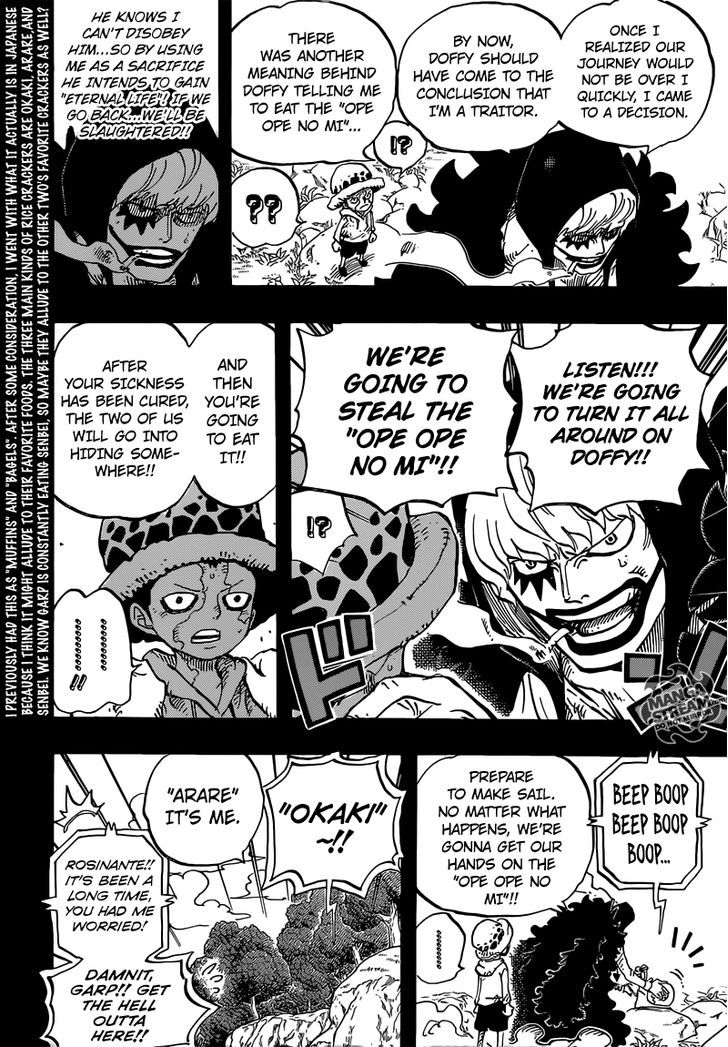 ONCE I
REALIZED OUR
JOURNEY WOULD
NOT BE OVER
QUICKLY, I CAME
TO A DECISION.
BY NOW,
DOFFY SHOULD
HAVE COME TO THE
CONCLUSION THAT
I'M A TRAITOR.
THERE
WAS ANOTHER
MEANING BEHIND
DOFFY TELLING ME
TO EAT THE "OPE
OPE NO MI"...
!?
??
HE KNOWS I
CAN'T DISOBEY
HIM...SO BY USING
ME AS A SACRIFICE
HE INTENDS TO GAIN
"ETERNAL LIFE"! IF WE
GO BACK...WE'LL BE
SLAUGHTERED!!
LISTEN!!!
WE'RE GOING
TO TURN IT ALL
AROUND ON
DOFFY!!
WE'RE
GOING TO
STEAL THE
"OPE OPE
NO MI"!!
!?
ドン
AND
THEN
YOU'RE
GOING
TO EAT
IT!!
AFTER
YOUR SICKNESS
HAS BEEN CURED,
THE TWO OF US
WILL GO INTO
HIDING SOME-
WHERE!!
..........!!
BEEP BOOP
BEEP BOOP
BOOP...
PREPARE
TO MAKE SAIL.
NO MATTER WHAT
HAPPENS, WE'RE
GONNA GET OUR
HANDS ON THE
"OPE OPE NO
MI"!!
.........
"OKAKI"
~!!
"ARARE"
IT'S ME.
ROSINANTE!!
IT'S BEEN A
LONG TIME,
YOU HAD ME
WORRIED!
DAMNIT,
GARP!! GET
THE HELL
OUTTA
HERE!!
I PREVIOUSLY HAD THIS AS "MUFFINS" AND "BAGELS". AFTER SOME CONSIDERATION, I WENT WITH WHAT IT ACTUALLY IS IN JAPANESE
BECAUSE I THINK IT MIGHT ALLUDE TO THEIR FAVORITE FOODS. THE THREE MAIN KINDS OF RICE CRACKERS ARE OKAKI, ARARE, AND
SENBEI. WE KNOW GARP IS CONSTANTLY EATING SENBEI, SO MAYBE THEY ALLUDE TO THE OTHER TWO'S FAVORITE CRACKERS AS WELL?
MANGA
STREAM